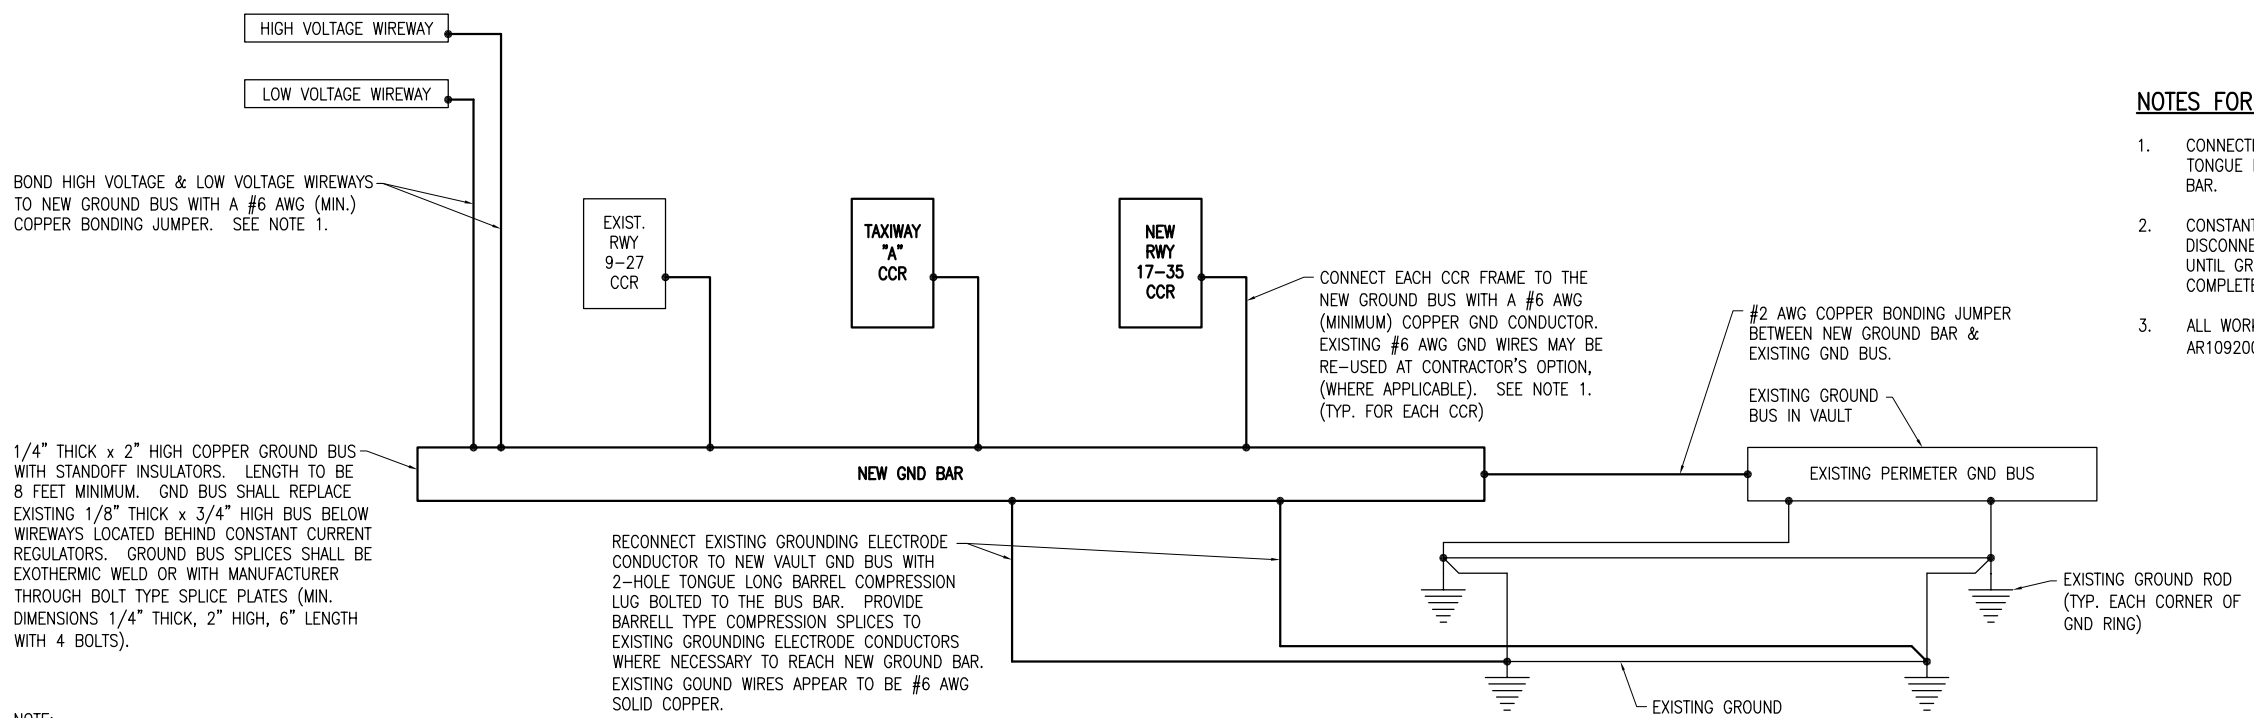 HIGH VOLTAGE WIREWAY
LOW VOLTAGE WIREWAY
BOND HIGH VOLTAGE & LOW VOLTAGE WIREWAYS
TO NEW GROUND BUS WITH A #6 AWG (MIN.)
COPPER BONDING JUMPER. SEE NOTE 1.
EXIST.
RWY
9-27
CCR
TAXIWAY
"A"
CCR
NEW
RWY
17-35
CCR
CONNECT EACH CCR FRAME TO THE
NEW GROUND BUS WITH A #6 AWG
(MINIMUM) COPPER GND CONDUCTOR.
EXISTING #6 AWG GND WIRES MAY BE
RE-USED AT CONTRACTOR'S OPTION,
(WHERE APPLICABLE). SEE NOTE 1.
(TYP. FOR EACH CCR)
#2 AWG COPPER BONDING JUMPER
BETWEEN NEW GROUND BAR &
EXISTING GND BUS.
EXISTING GROUND
BUS IN VAULT
1/4" THICK x 2" HIGH COPPER GROUND BUS
WITH STANDOFF INSULATORS. LENGTH TO BE
8 FEET MINIMUM. GND BUS SHALL REPLACE
EXISTING 1/8" THICK x 3/4" HIGH BUS BELOW
WIREWAYS LOCATED BEHIND CONSTANT CURRENT
REGULATORS. GROUND BUS SPLICES SHALL BE
EXOTHERMIC WELD OR WITH MANUFACTURER
THROUGH BOLT TYPE SPLICE PLATES (MIN.
DIMENSIONS 1/4" THICK, 2" HIGH, 6" LENGTH
WITH 4 BOLTS).
NEW GND BAR
EXISTING PERIMETER GND BUS
RECONNECT EXISTING GROUNDING ELECTRODE
CONDUCTOR TO NEW VAULT GND BUS WITH
2-HOLE TONGUE LONG BARREL COMPRESSION
LUG BOLTED TO THE BUS BAR. PROVIDE
BARRELL TYPE COMPRESSION SPLICES TO
EXISTING GROUNDING ELECTRODE CONDUCTORS
WHERE NECESSARY TO REACH NEW GROUND BAR.
EXISTING GOUND WIRES APPEAR TO BE #6 AWG
SOLID COPPER.
EXISTING GROUND ROD
(TYP. EACH CORNER OF
GND RING)
EXISTING GROUND
NOTE:
NOTES FOR
1. CONNECTI
TONGUE
BAR.
2. CONSTANT
DISCONNE
UNTIL GR
COMPLETE
3. ALL WORK
AR109200